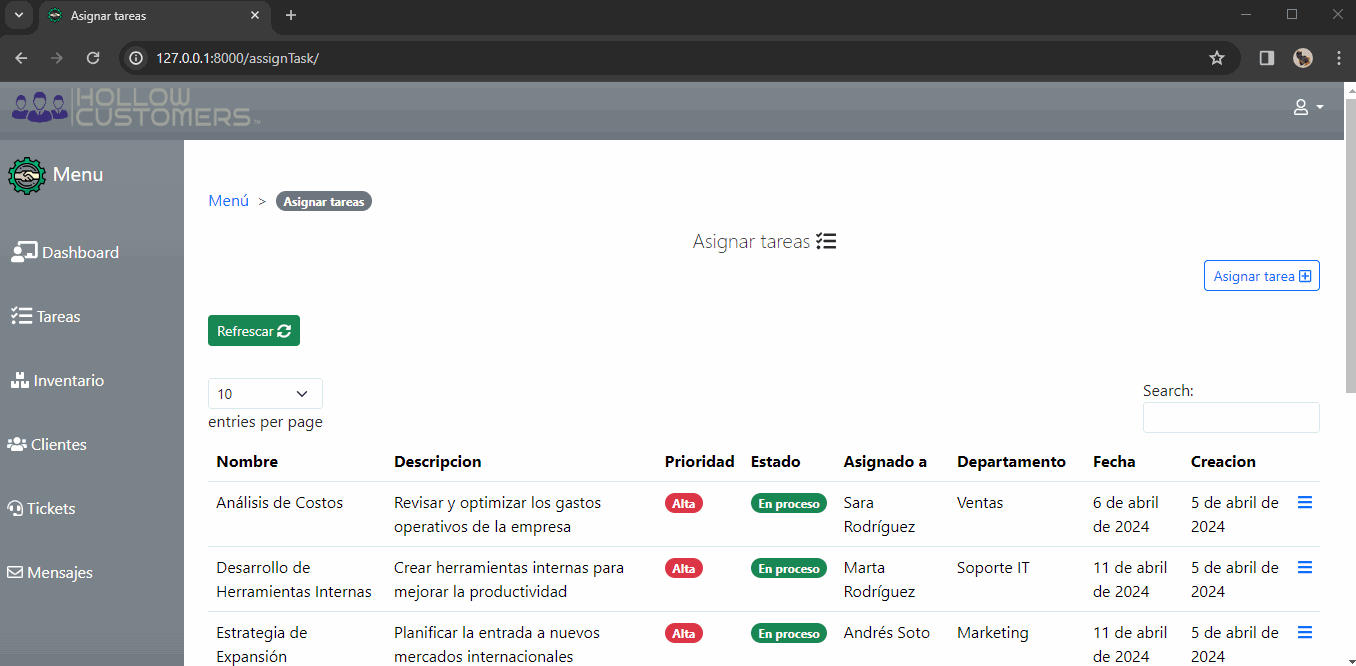 Asignar tareas
127.0.0.1:8000/assignTask/
HOLLOW
CUSTOMERS™
Menu
Dashboard
Tareas
Inventario
Clientes
Tickets
Mensajes
Menú > Asignar tareas
Asignar tareas
Asignar tarea
Refrescar
10
entries per page
Search:
Nombre Descripcion Prioridad Estado Asignado a Departamento Fecha Creacion
Análisis de Costos Revisar y optimizar los gastos Alta En proceso Sara Ventas 6 de abril 5 de abril de
operativos de la empresa Rodríguez de 2024 2024
Desarrollo de Crear herramientas internas para Alta En proceso Marta Soporte IT 11 de abril 5 de abril de
Herramientas Internas mejorar la productividad Rodríguez de 2024 2024
Estrategia de Planificar la entrada a nuevos Alta En proceso Andrés Soto Marketing 11 de abril 5 de abril de
Expansión mercados internacionales de 2024 2024